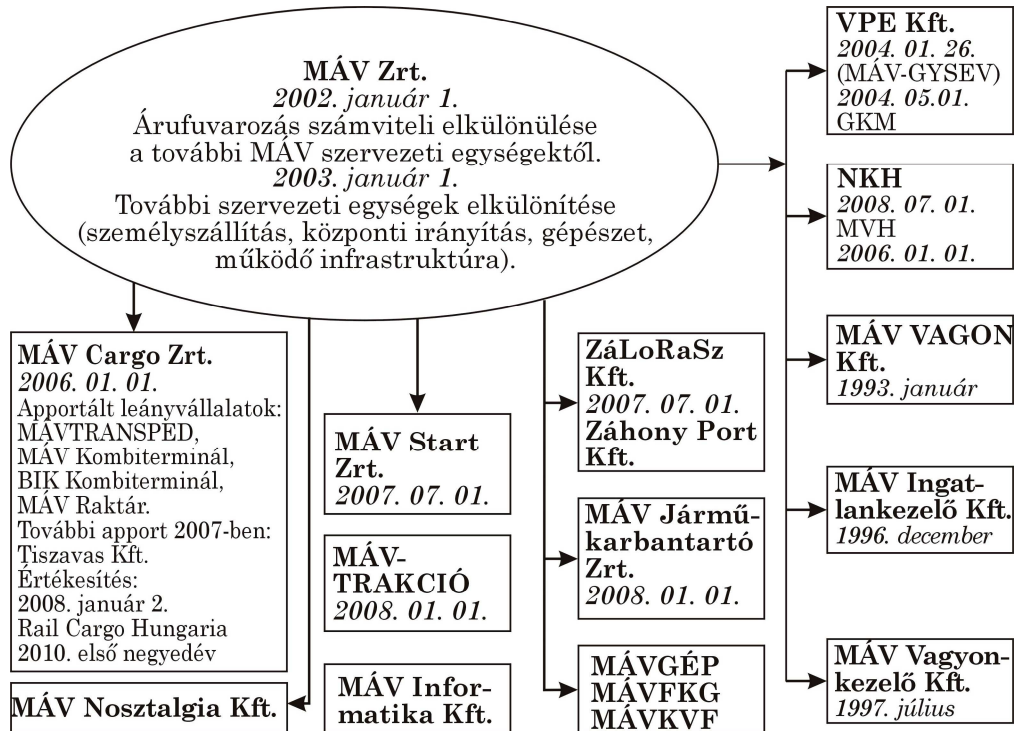 MÁV Zrt.
2002. január 1.
Árufuvarozás számviteli elkülönülése
a további MÁV szervezeti egységektől.
2003. január 1.
További szervezeti egységek elkülönítése
(személyszállítás, központi irányítás, gépészet,
működő infrastruktúra).
MÁV Cargo Zrt.
2006. 01. 01.
Apportált leányvállalatok:
MÁVTRANSPED,
MÁV Kombiterminál,
BIK Kombiterminál,
MÁV Raktár.
További apport 2007-ben:
Tiszavas Kft.
Értékesítés:
2008. január 2.
Rail Cargo Hungaria
2010. első negyedév
MÁV Nosztalgia Kft.
MÁV Start
Zrt.
2007. 07. 01.
MÁV-
TRAKCIÓ
2008. 01. 01.
MÁV Infor-
matika Kft.
ZáLoRaSz
Kft.
2007. 07. 01.
Záhony Port
Kft.
MÁV Jármű-
karbantartó
Zrt.
2008. 01. 01.
MÁVGÉP
MÁVFKG
MÁVKVF
VPE Kft.
2004. 01. 26.
(MÁV-GYSEV)
2004. 05.01.
GKM
NKH
2008. 07. 01.
MVH
2006. 01. 01.
MÁV VAGON
Kft.
1993. január
MÁV Ingat-
lankezelő Kft.
1996. december
MÁV Vagyon-
kezelő Kft.
1997. július